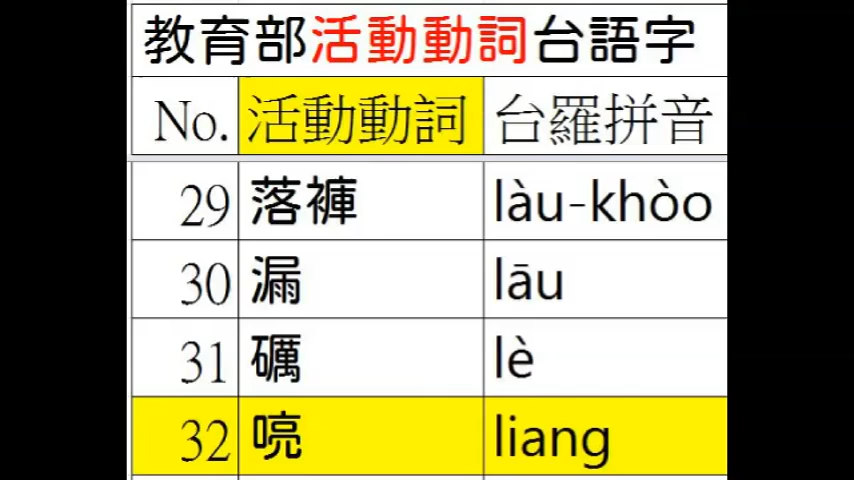 教育部活動動詞台語字
No. 活動動詞 台羅拼音
29 落褲 làu-khòo
30 漏 lāu
31 礪 lè
32 喨 liang